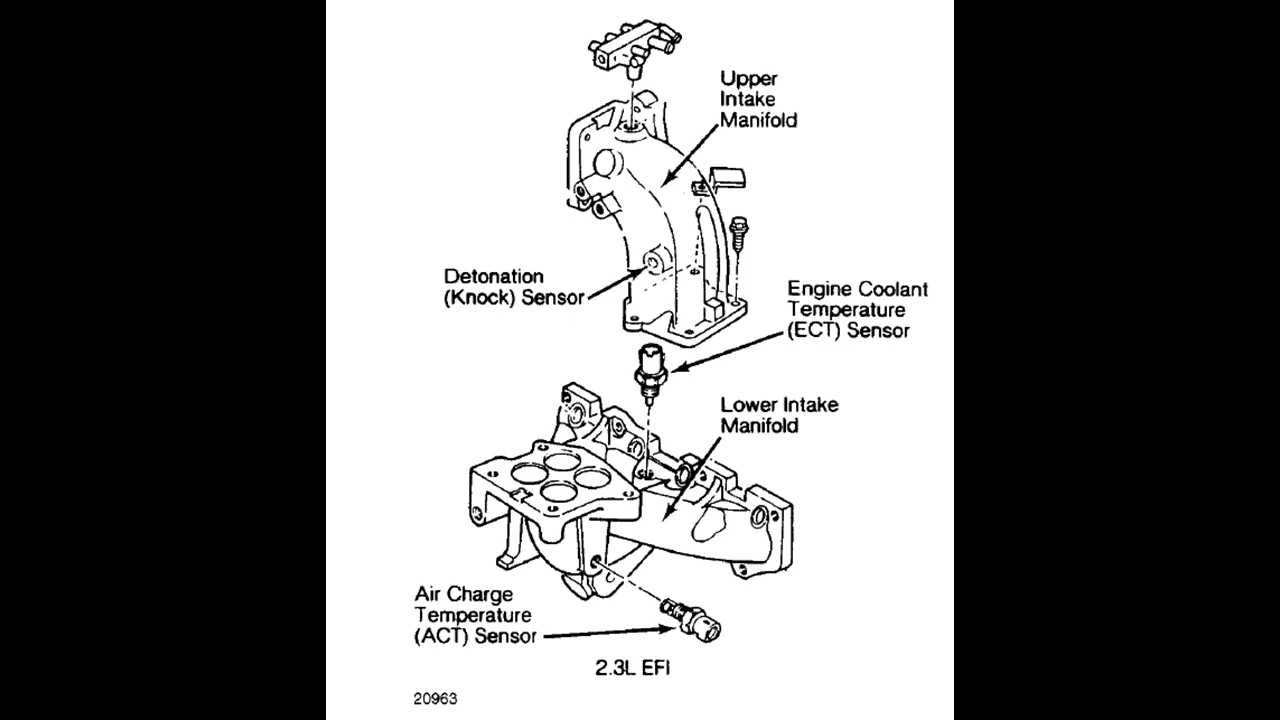 Upper
Intake
Manifold
Detonation
(Knock) Sensor
Engine Coolant
Temperature
(ECT) Sensor
Lower Intake
Manifold
Air Charge
Temperature
(ACT) Sensor
2.3L EFI
20963